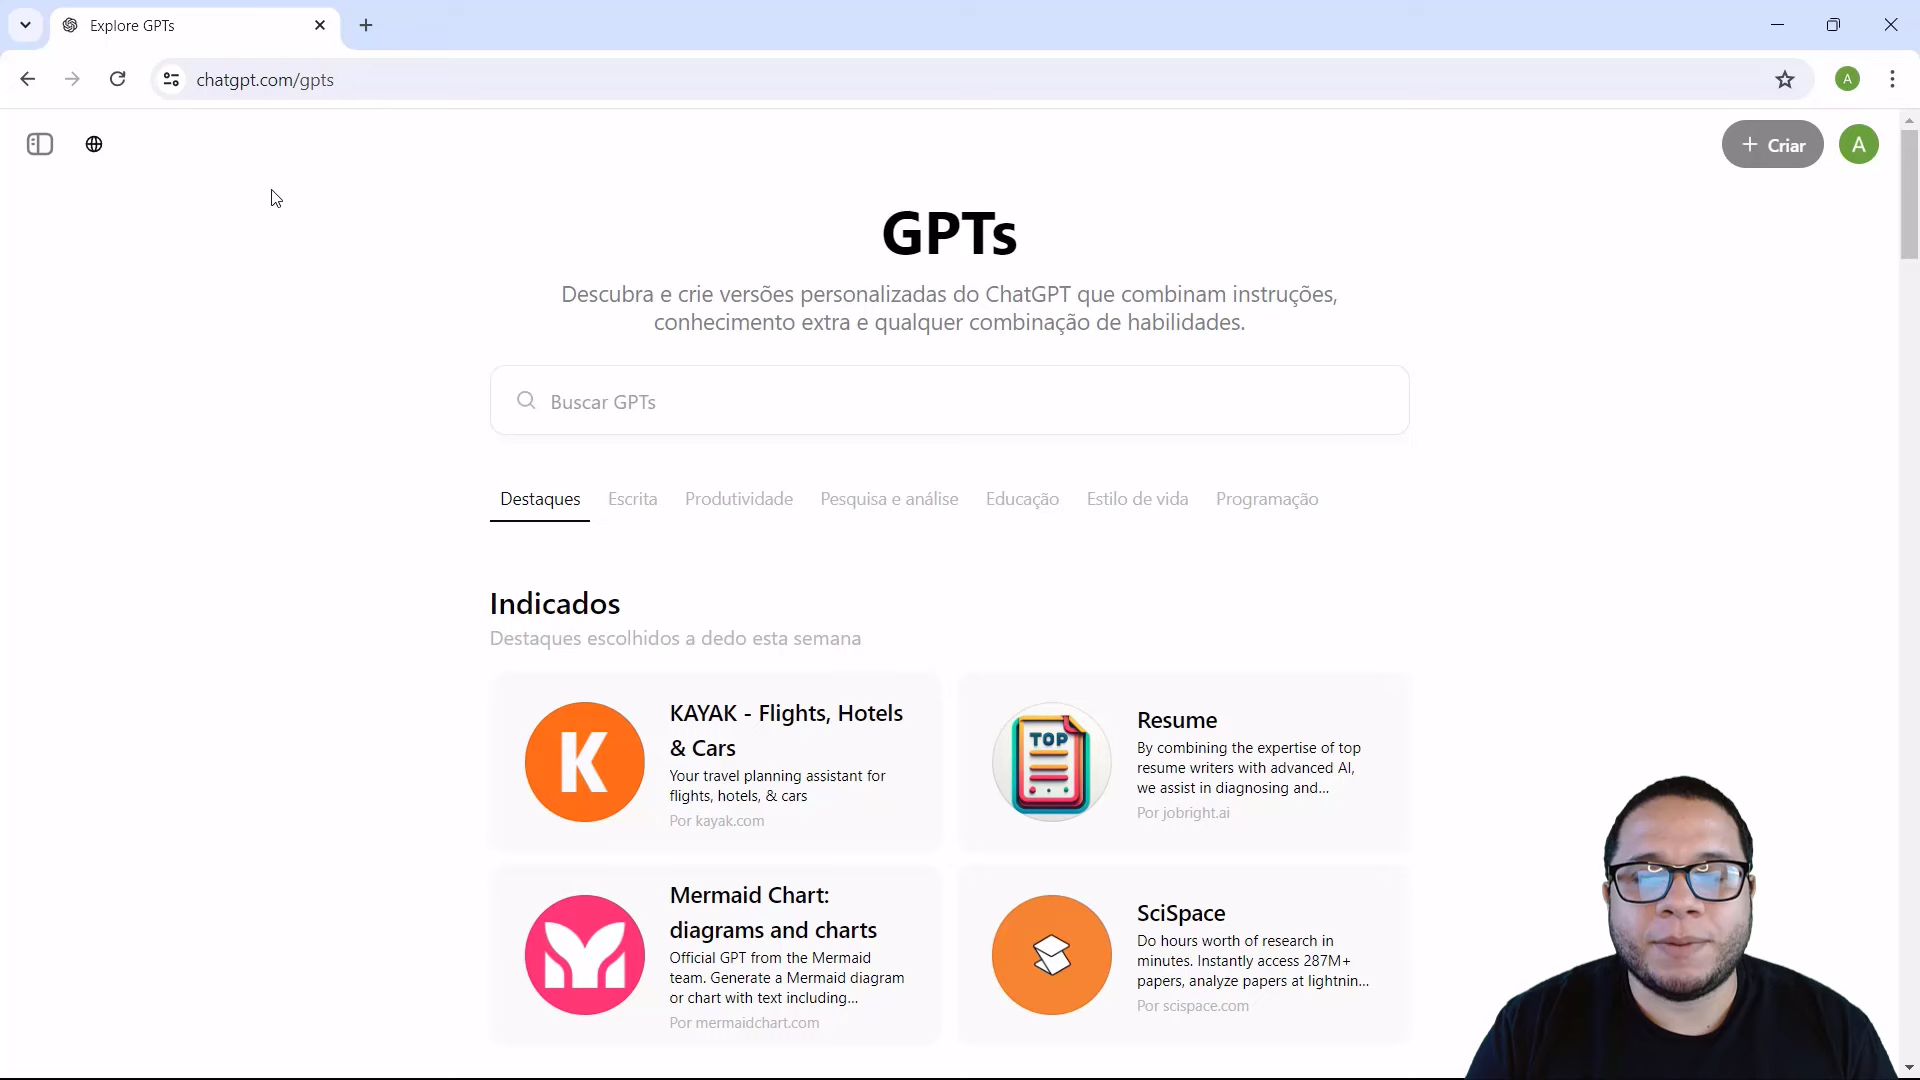 Explore GPTs
chatgpt.com/gpts
A
Criar
A
GPTs
Descubra e crie versões personalizadas do ChatGPT que combinam instruções,
conhecimento extra e qualquer combinação de habilidades.
Buscar GPTs
Destaques Escrita Produtividade Pesquisa e análise Educação Estilo de vida Programação
Indicados
Destaques escolhidos a dedo esta semana
K
KAYAK - Flights, Hotels
& Cars
Your travel planning assistant for
flights, hotels, & cars
Por kayak.com
TOP
Resume
By combining the expertise of top
resume writers with advanced AI,
we assist in diagnosing and...
Por jobright.ai
Mermaid Chart:
diagrams and charts
Official GPT from the Mermaid
team. Generate a Mermaid diagram
or chart with text including...
Por mermaidchart.com
SciSpace
Do hours worth of research in
minutes. Instantly access 287M+
papers, analyze papers at lightnin...
Por scispace.com